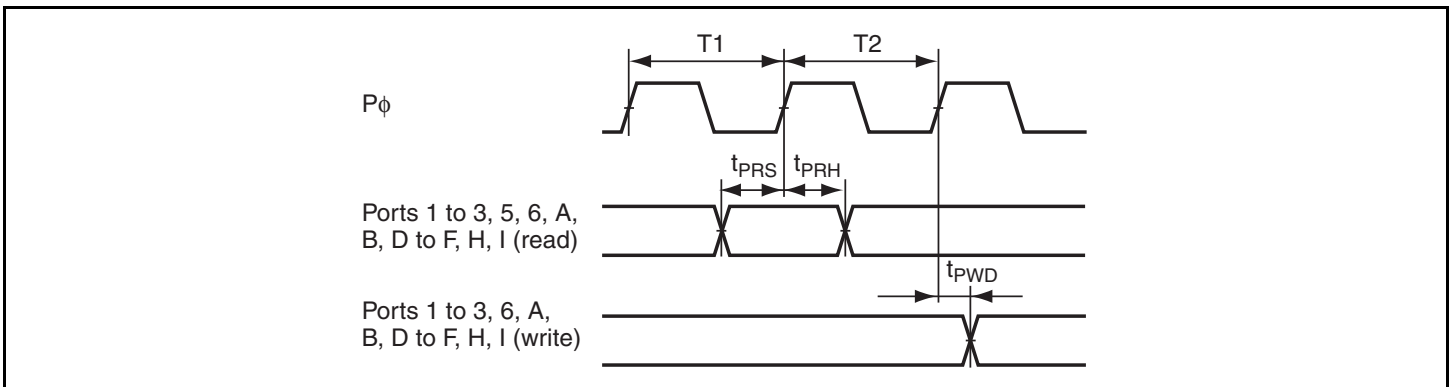 T1 T2
Pϕ
tPRS tPRH
Ports 1 to 3, 5, 6, A,
B, D to F, H, I (read)
tPWD
Ports 1 to 3, 6, A,
B, D to F, H, I (write)